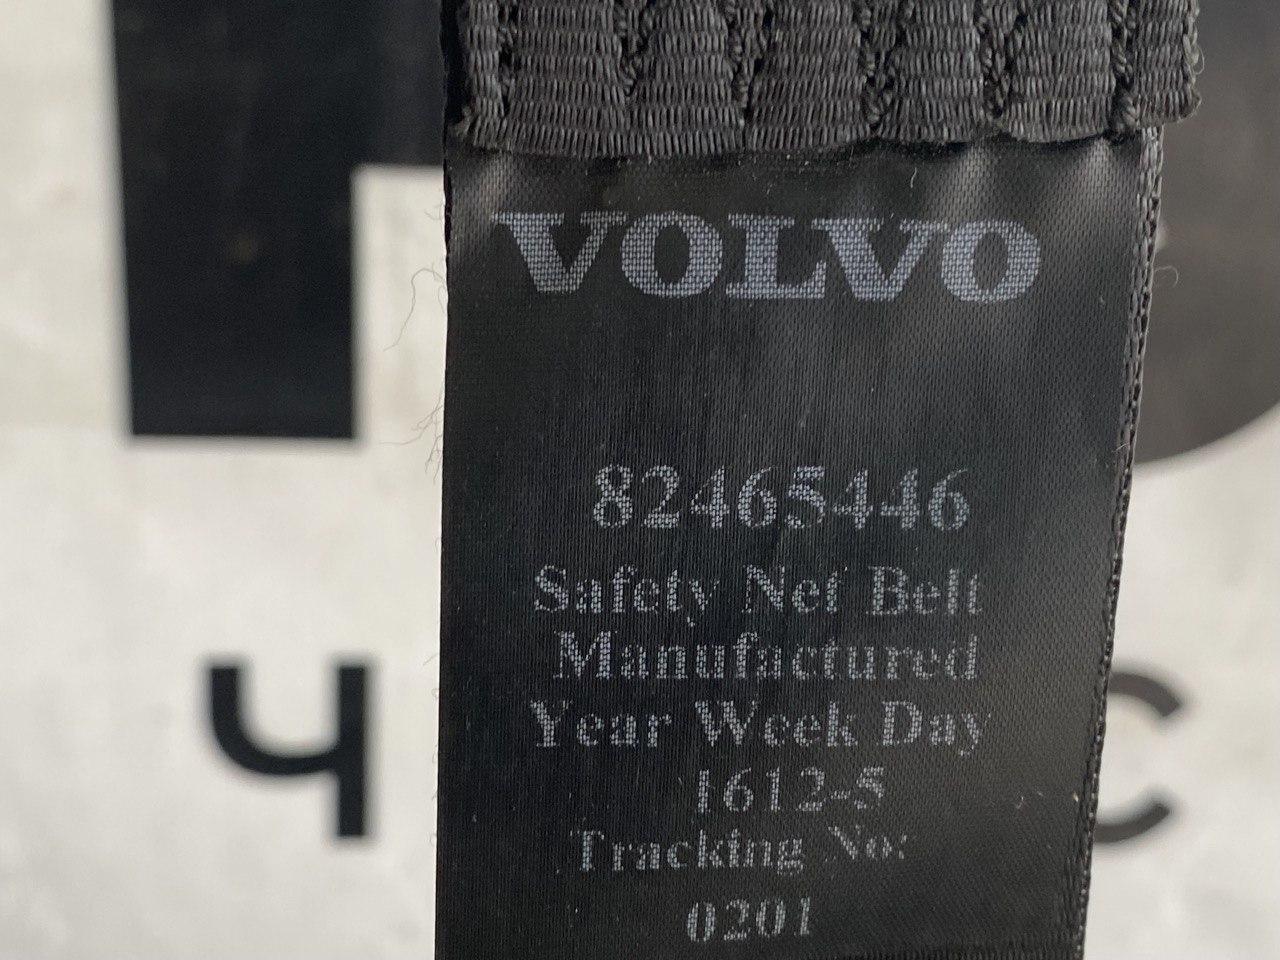 VOLVO
82465446
Safety Net Belt
Manufactured
Year Week Day
1612-5
Tracking No:
0201